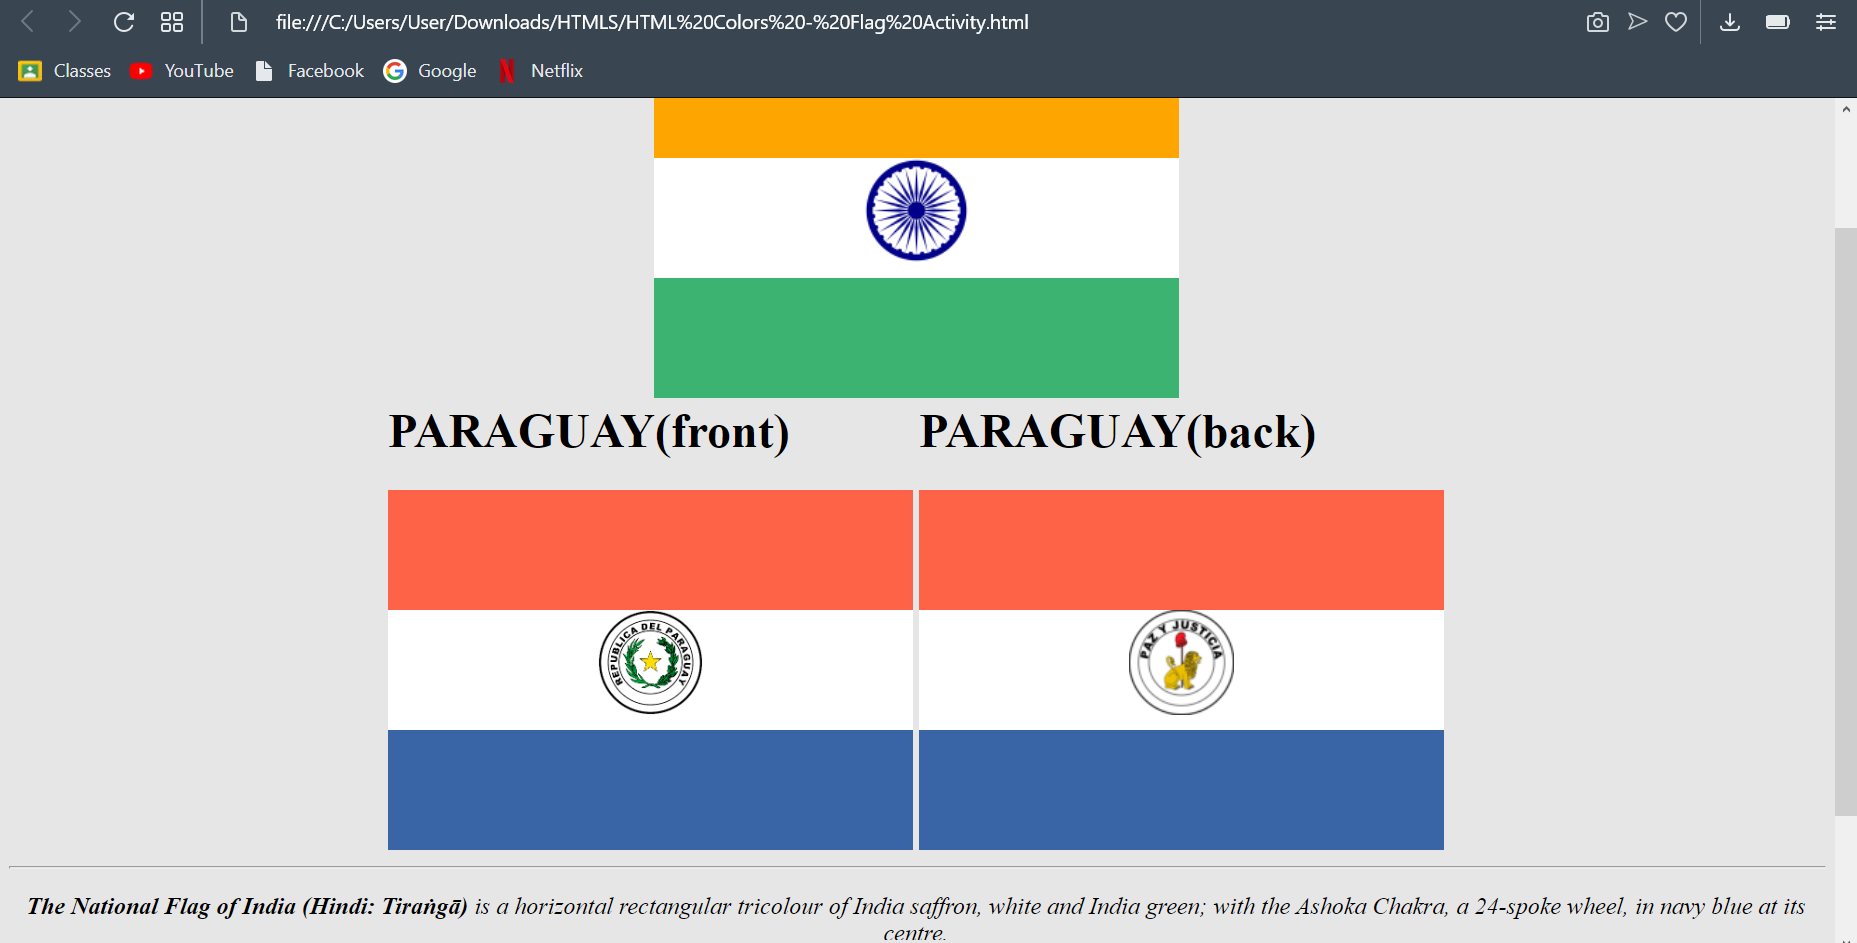 file:///C:/Users/User/Downloads/HTMLS/HTML%20Colors%20-%20Flag%20Activity.html
Classes YouTube Facebook Google Netflix
PARAGUAY(front) PARAGUAY(back)
REPUBLICA DEL PARAGUAY
PAZ Y JUSTICIA
The National Flag of India (Hindi: Tiraṅgā) is a horizontal rectangular tricolour of India saffron, white and India green; with the Ashoka Chakra, a 24-spoke wheel, in navy blue at its
centre.